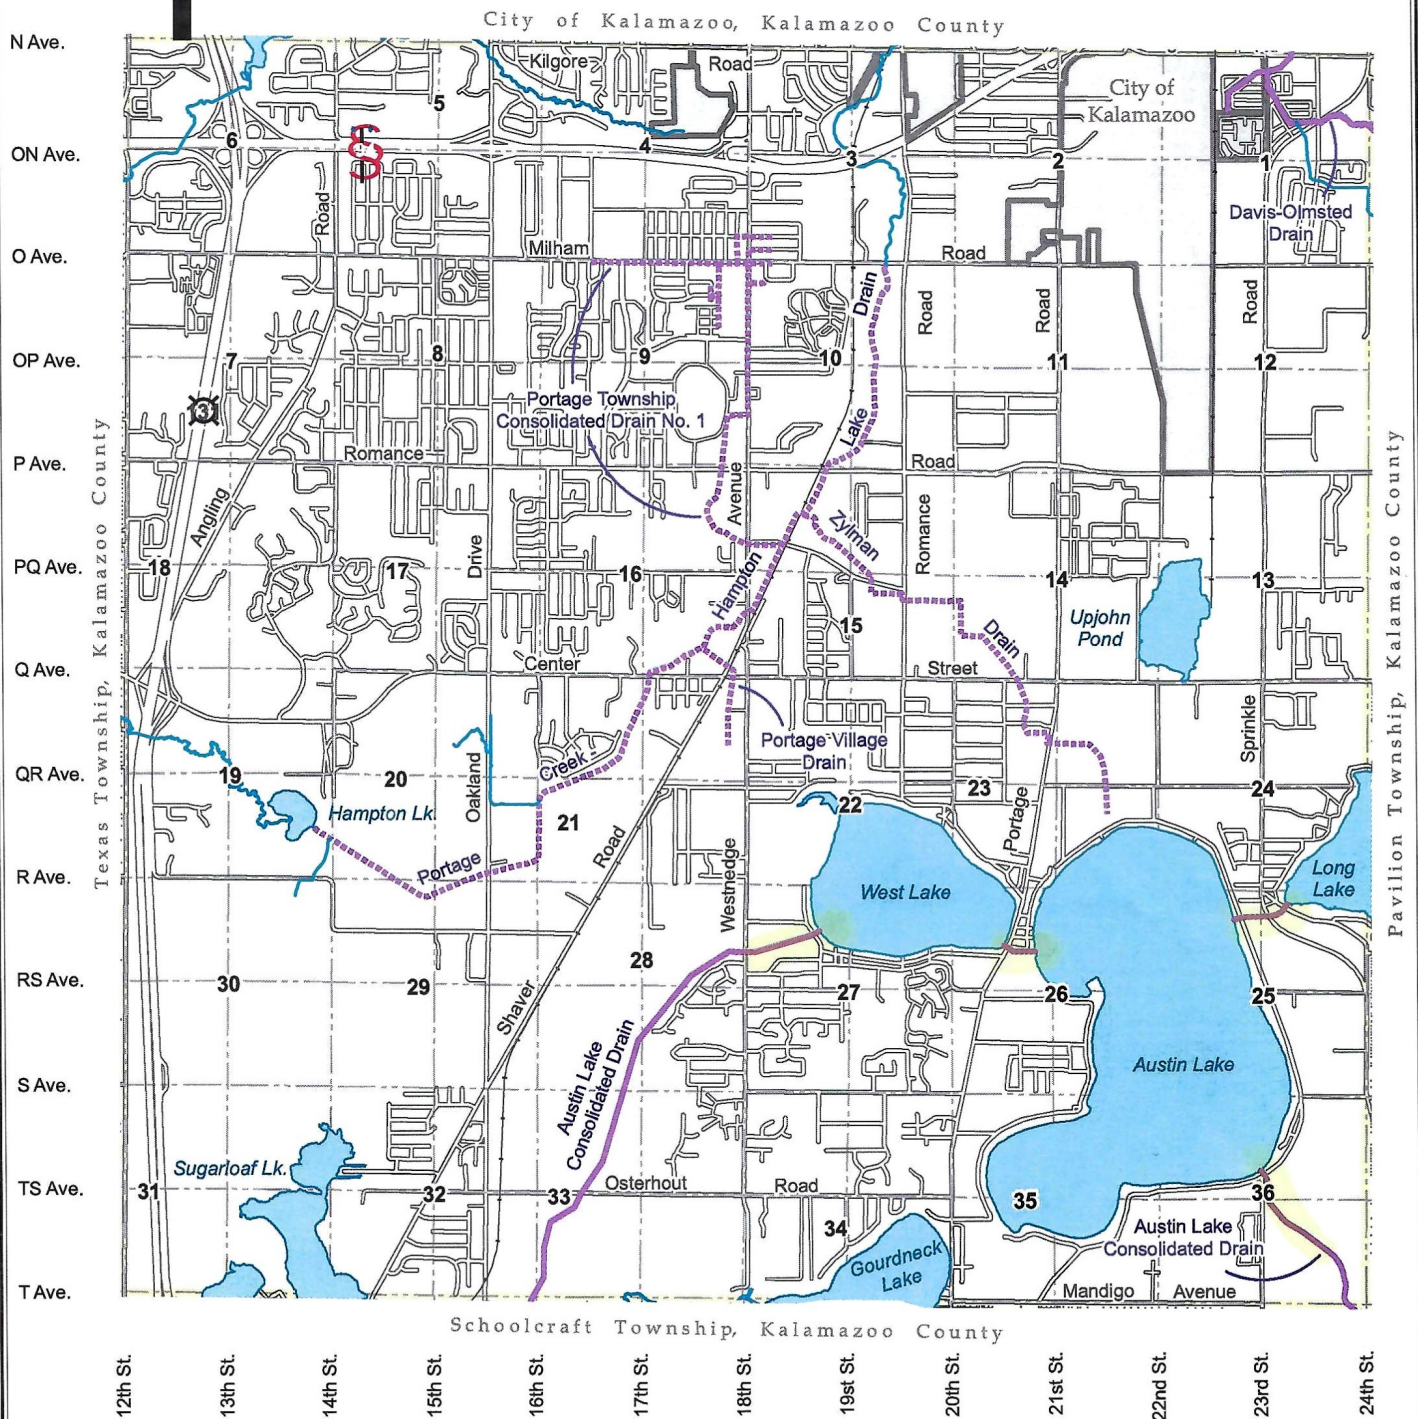 City of Kalamazoo, Kalamazoo County
N Ave.
Kilgore
Road
5
City of
Kalamazoo
6
4
3
2
1
ON Ave.
Road
Davis-Olmsted
Drain
Milham
Road
O Ave.
Drain
Road
Road
Road
7
8
9
10
11
12
OP Ave.
3
Portage Township
Consolidated Drain No. 1
Lake
Romance
Road
P Ave.
Angling
Avenue
Zylman
Romance
Drive
18
17
16
14
13
PQ Ave.
Hampton
15
Upjohn
Pond
Drain
Center
Street
Q Ave.
Sprinkle
Portage Village
Drain
Creek
19
20
Oakland
23
24
QR Ave.
22
Hampton Lk.
21
Road
Portage
Portage
Westnedge
West Lake
Long
Lake
R Ave.
28
30
29
27
26
25
RS Ave.
Shaver
Austin Lake
Consolidated Drain
Austin Lake
S Ave.
Sugarloaf Lk.
31
32
33
Osterhout
Road
35
36
TS Ave.
34
Austin Lake
Consolidated Drain
Gourdneck
Lake
Mandigo
Avenue
T Ave.
Texas Township, Kalamazoo County
Pavilion Township, Kalamazoo County
Schoolcraft Township, Kalamazoo County
12th St.
13th St.
14th St.
15th St.
16th St.
17th St.
18th St.
19st St.
20th St.
21st St.
22nd St.
23rd St.
24th St.